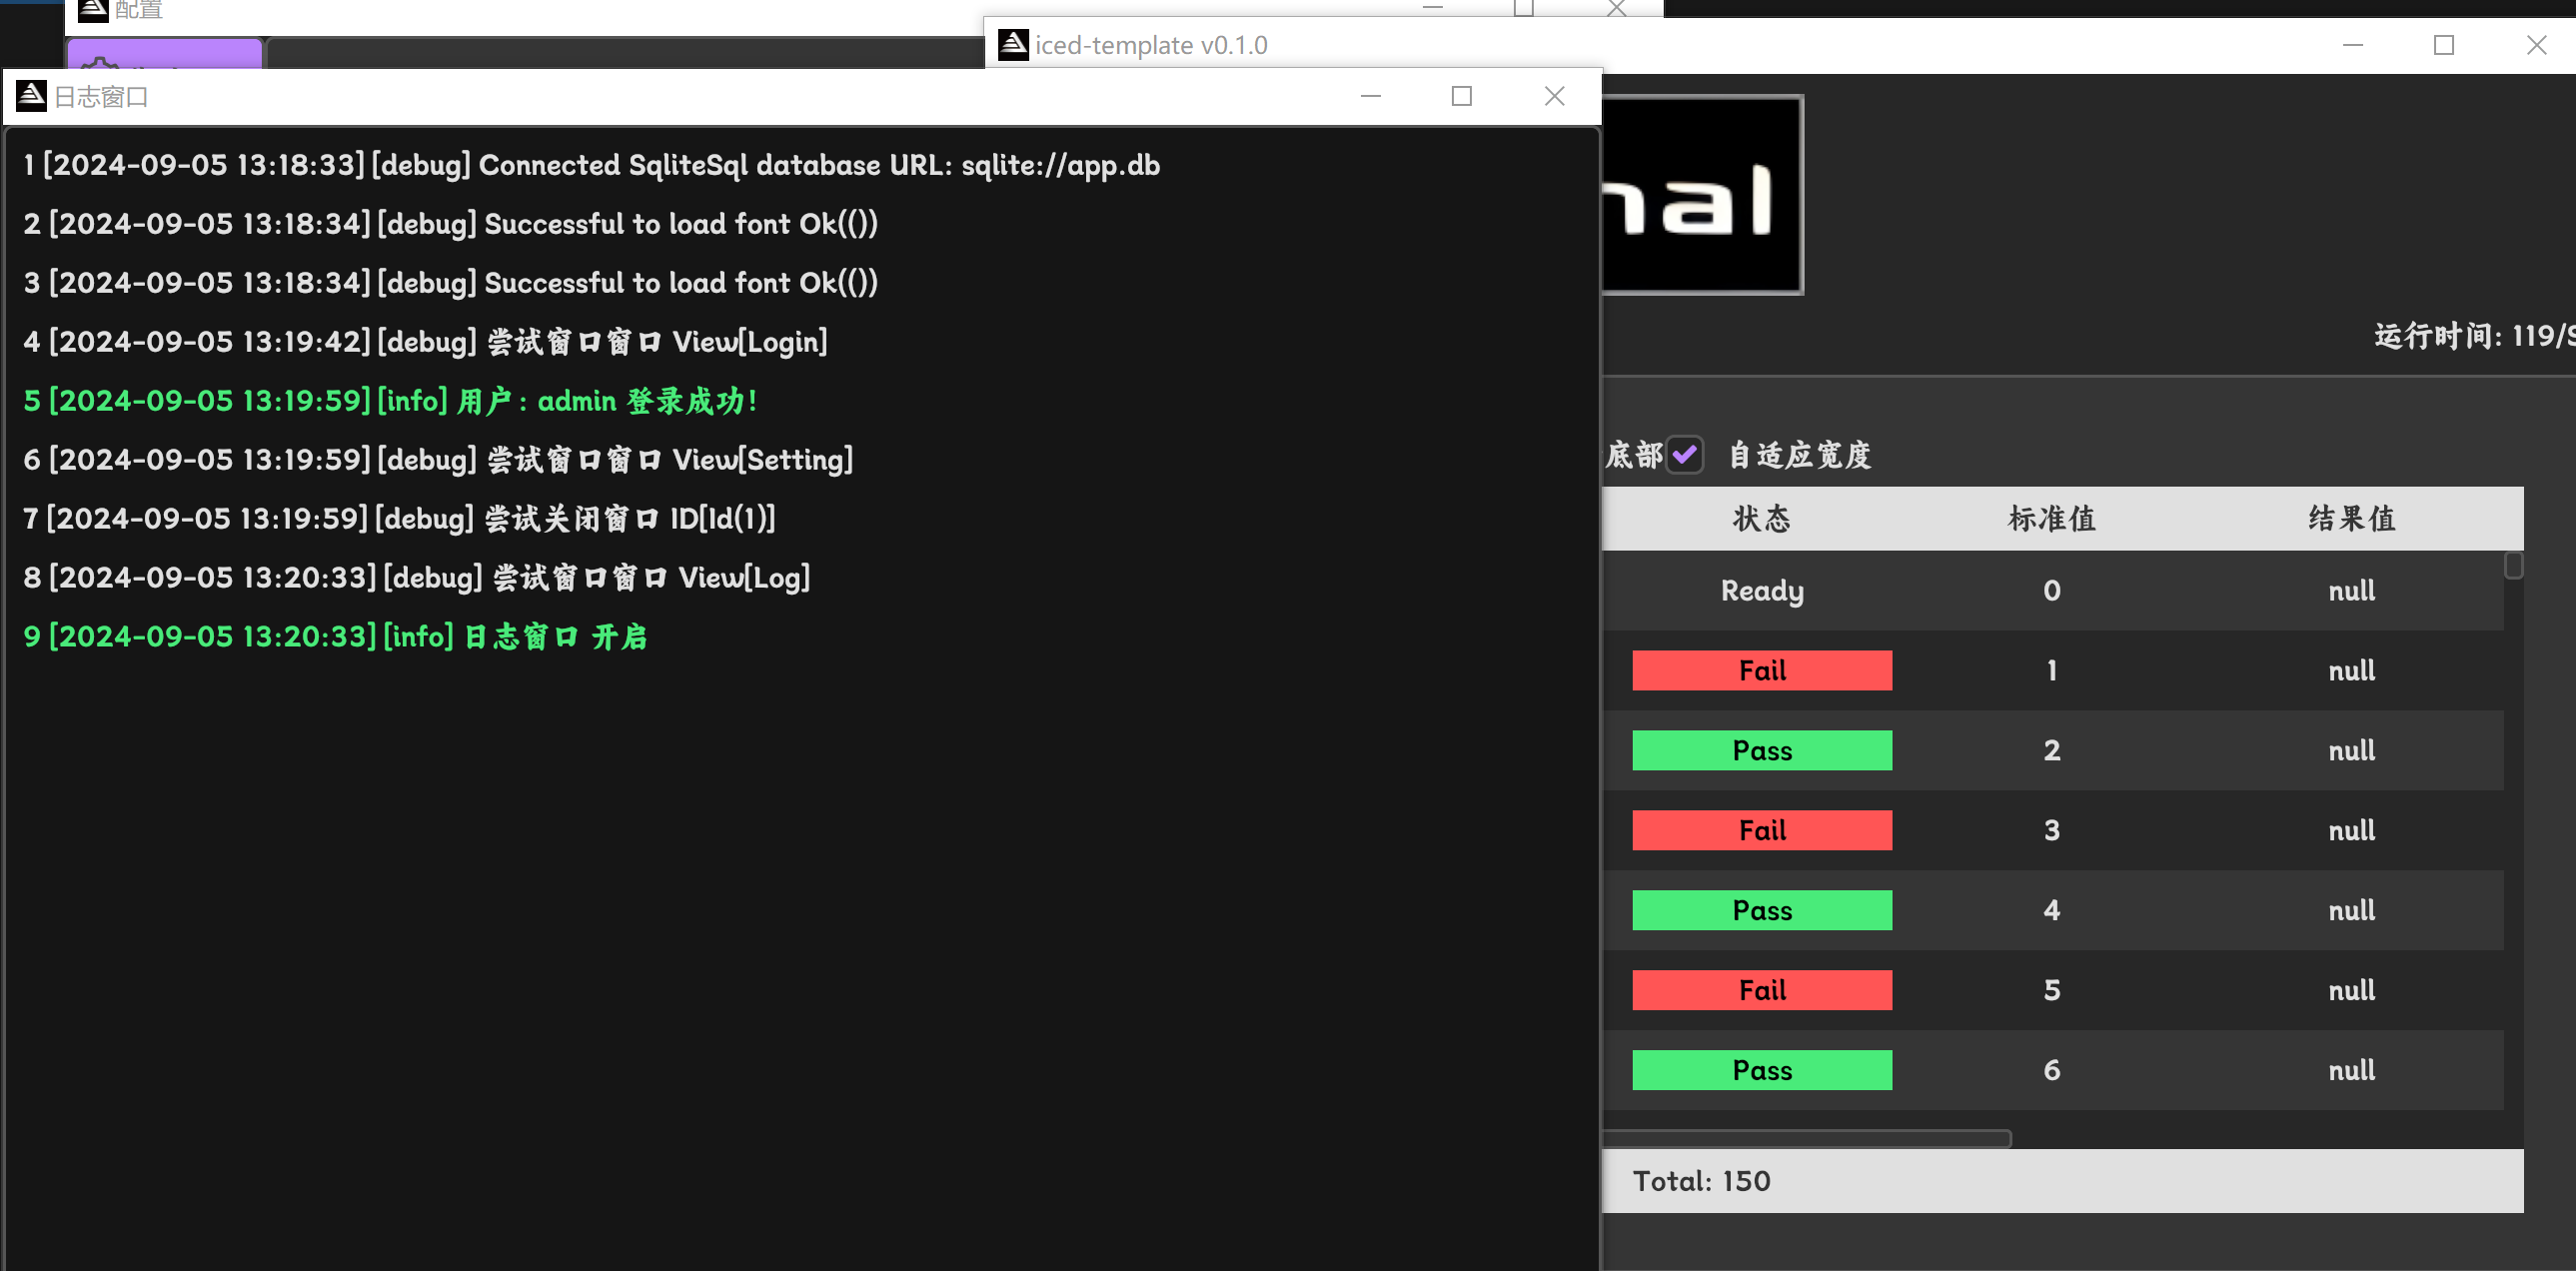 配置
iced-template v0.1.0
日志窗口
1 [2024-09-05 13:18:33] [debug] Connected SqliteSql database URL: sqlite://app.db
2 [2024-09-05 13:18:34] [debug] Successful to load font Ok(())
3 [2024-09-05 13:18:34] [debug] Successful to load font Ok(())
4 [2024-09-05 13:19:42] [debug] 尝试窗口窗口 View[Login]
5 [2024-09-05 13:19:59] [info] 用户: admin 登录成功!
6 [2024-09-05 13:19:59] [debug] 尝试窗口窗口 View[Setting]
7 [2024-09-05 13:19:59] [debug] 尝试关闭窗口 ID[Id(1)]
8 [2024-09-05 13:20:33] [debug] 尝试窗口窗口 View[Log]
9 [2024-09-05 13:20:33] [info] 日志窗口 开启
nal
运行时间: 119/S
底部 自适应宽度
状态 标准值 结果值
Ready 0 null
Fail 1 null
Pass 2 null
Fail 3 null
Pass 4 null
Fail 5 null
Pass 6 null
Total: 150